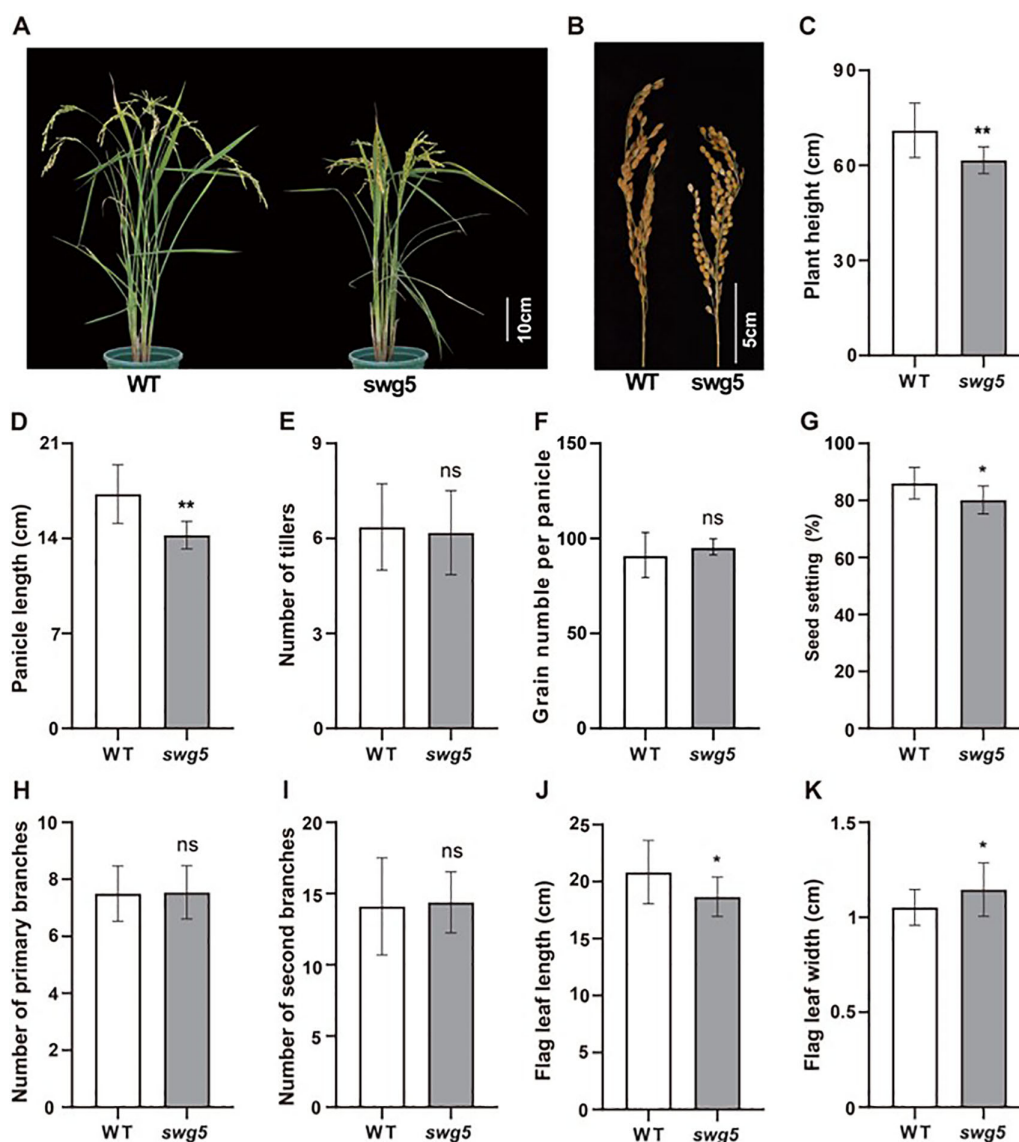 A
B
C
WT
swg5
10cm
WT
swg5
5cm
Plant height (cm)
90
60
30
0
**
WT
swg5
D
E
F
G
Panicle length (cm)
21
14
7
0
**
WT
swg5
Number of tillers
9
6
3
0
ns
WT
swg5
Grain numble per panicle
150
100
50
0
ns
WT
swg5
Seed setting (%)
100
80
60
40
20
0
*
WT
swg5
H
I
J
K
Number of primary branches
10
8
6
4
2
0
ns
WT
swg5
Number of second branches
20
15
10
5
0
ns
WT
swg5
Flag leaf length (cm)
25
20
15
10
5
0
*
WT
swg5
Flag leaf width (cm)
1.5
1
0.5
0
*
WT
swg5